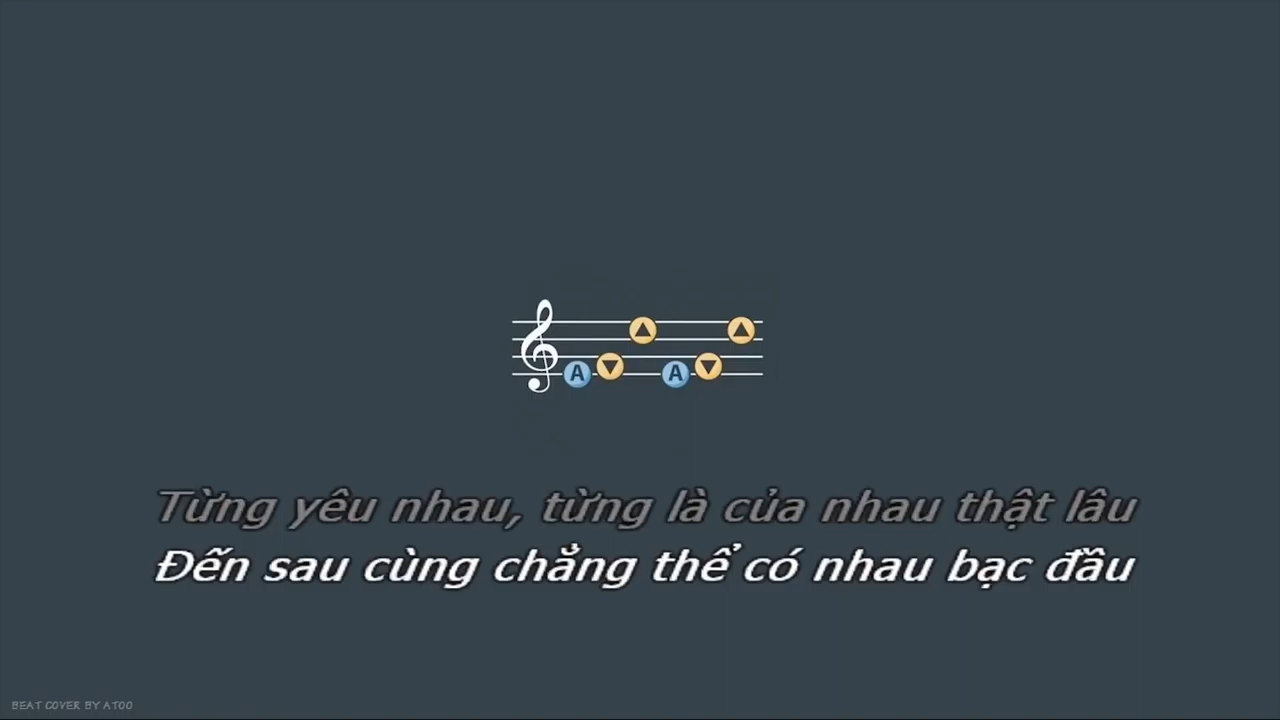 A A
Từng yêu nhau, từng là của nhau thật lâu
Đến sau cùng chẳng thể có nhau bạc đầu
BEAT COVER BY ATOO